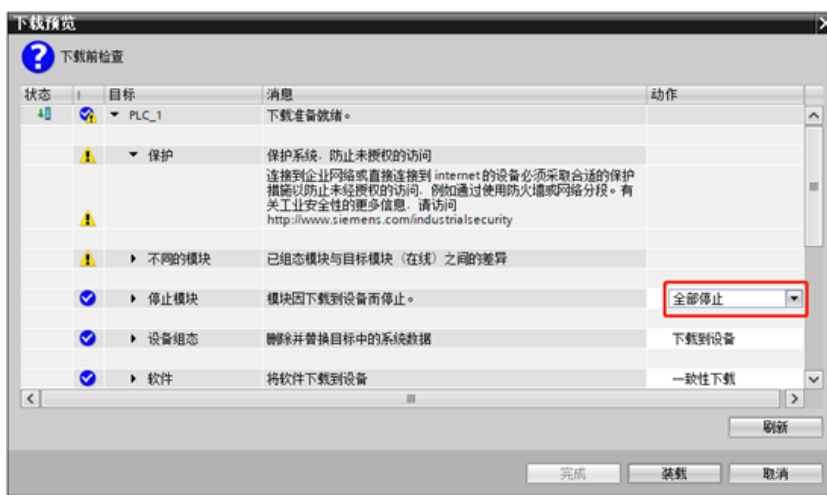 下载预览
下载前检查
状态 ! 目标 消息 动作
PLC_1 下载准备就绪。
保护 保护系统，防止未授权的访问
连接到企业网络或直接连接到 internet 的设备必须采取合适的保护
措施以防止未经授权的访问，例如通过使用防火墙或网络分段。有
关工业安全性的更多信息，请访问
http://www.siemens.com/industrialsecurity
不同的模块 已组态模块与目标模块（在线）之间的差异
停止模块 模块因下载到设备而停止。 全部停止
设备组态 删除并替换目标中的系统数据 下载到设备
软件 将软件下载到设备 一致性下载
刷新
完成 装载 取消